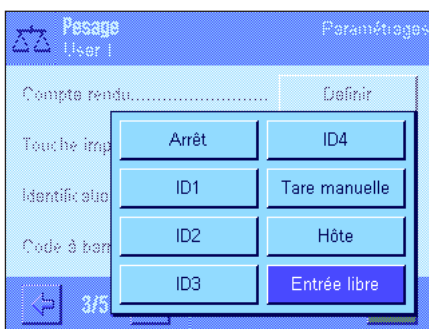 Pesage
Paramétrages
User 1
Compte rendu........................... Définir
Touche imp
Identificatio
Code à barr
Arrêt
ID4
ID1
Tare manuelle
ID2
Hôte
ID3
Entrée libre
3/5